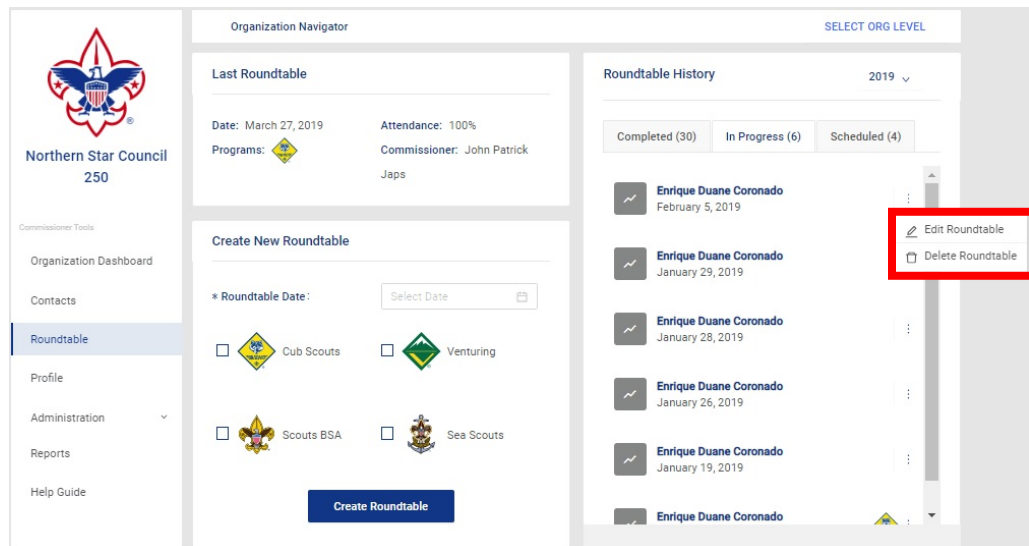 Organization Navigator
SELECT ORG LEVEL
Northern Star Council
250
Commissioner Tools
Organization Dashboard
Contacts
Roundtable
Profile
Administration
Reports
Help Guide
Last Roundtable
Date: March 27, 2019
Attendance: 100%
Programs:
Commissioner: John Patrick
Japs
Create New Roundtable
* Roundtable Date:
Select Date
Cub Scouts
Venturing
Scouts BSA
Sea Scouts
Create Roundtable
Roundtable History
2019
Completed (30)
In Progress (6)
Scheduled (4)
Enrique Duane Coronado
February 5, 2019
Edit Roundtable
Delete Roundtable
Enrique Duane Coronado
January 29, 2019
Enrique Duane Coronado
January 28, 2019
Enrique Duane Coronado
January 26, 2019
Enrique Duane Coronado
January 19, 2019
Enrique Duane Coronado